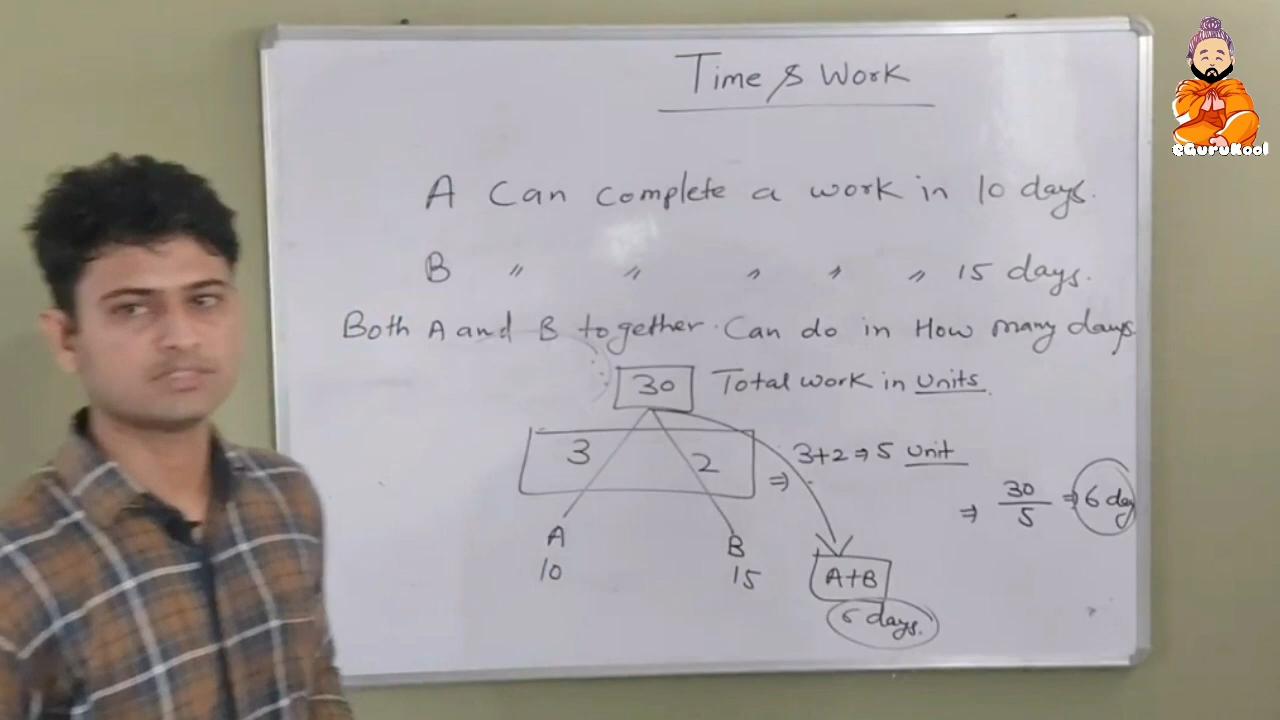 eGuruKool
Time & Work
A Can complete a work in 10 days.
B " " " " " 15 days.
Both A and B together Can do in How many days
30 Total work in Units.
3 2 ⇒ 3+2 ⇒ 5 Unit
⇒ 30/5 ⇒ 6 day
A B
10 15
A+B
6 days.